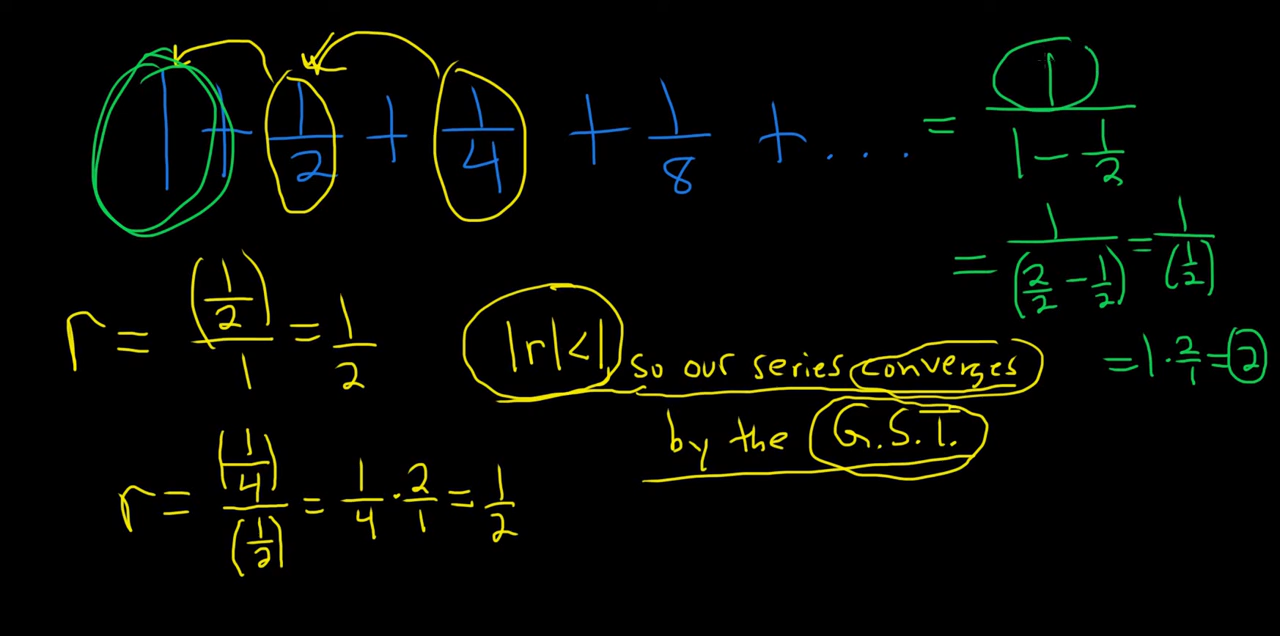 1 + 1/2 + 1/4 + 1/8 + .... = 1/(1 - 1/2)
= 1/(2/2 - 1/2) = 1/(1/2)
= 1 · 2/1 = 2
r = (1/2)/1 = 1/2
|r|<1, so our series converges
by the G.S.T.
r = (1/4)/(1/2) = 1/4 · 2/1 = 1/2